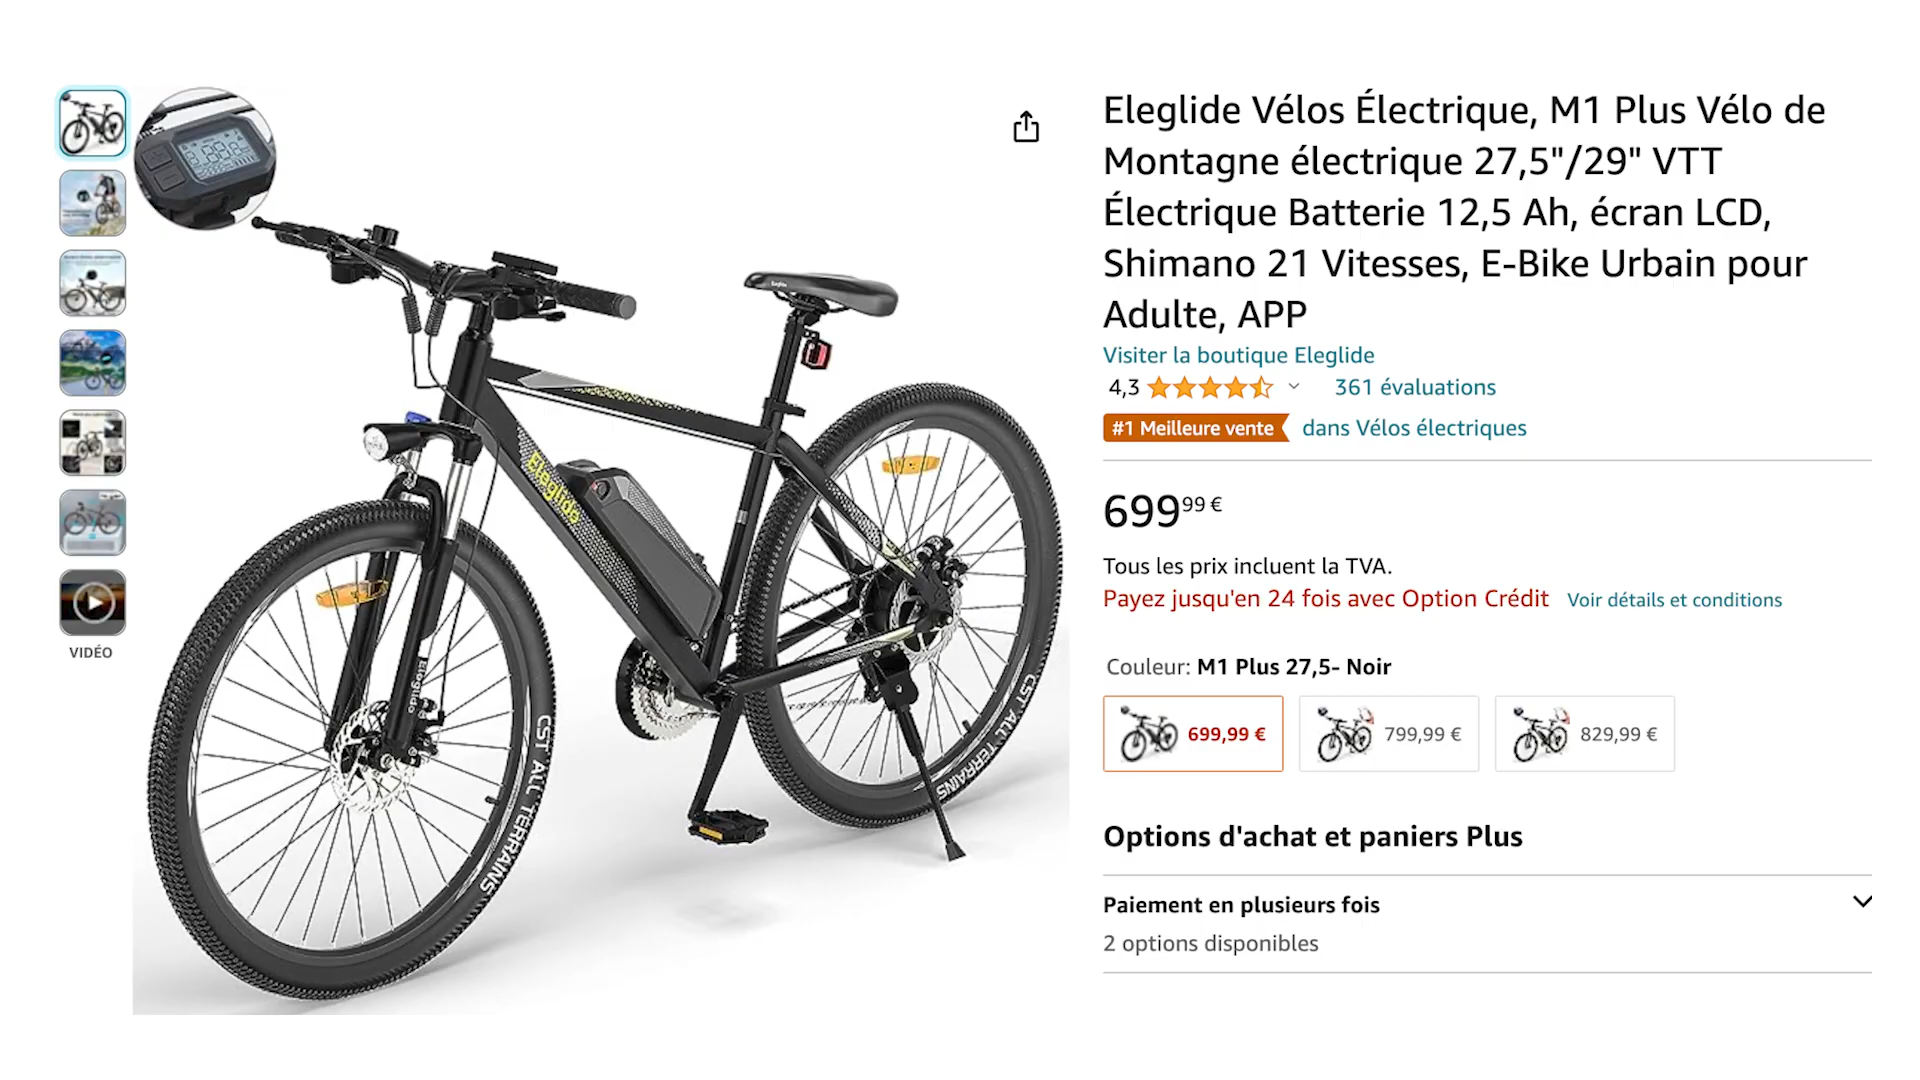 Eleglide Vélos Électrique, M1 Plus Vélo de
Montagne électrique 27,5"/29" VTT
Électrique Batterie 12,5 Ah, écran LCD,
Shimano 21 Vitesses, E-Bike Urbain pour
Adulte, APP
Visiter la boutique Eleglide
4,3
361 évaluations
#1 Meilleure vente
dans Vélos électriques
699,99 €
Tous les prix incluent la TVA.
Payez jusqu'en 24 fois avec Option Crédit
Voir détails et conditions
Couleur: M1 Plus 27,5- Noir
699,99 €
799,99 €
829,99 €
Options d'achat et paniers Plus
Paiement en plusieurs fois
2 options disponibles
VIDÉO
Eleglide
Eleglide
Eleglide
CST ALL TERRAINS
CST ALL TERRAINS